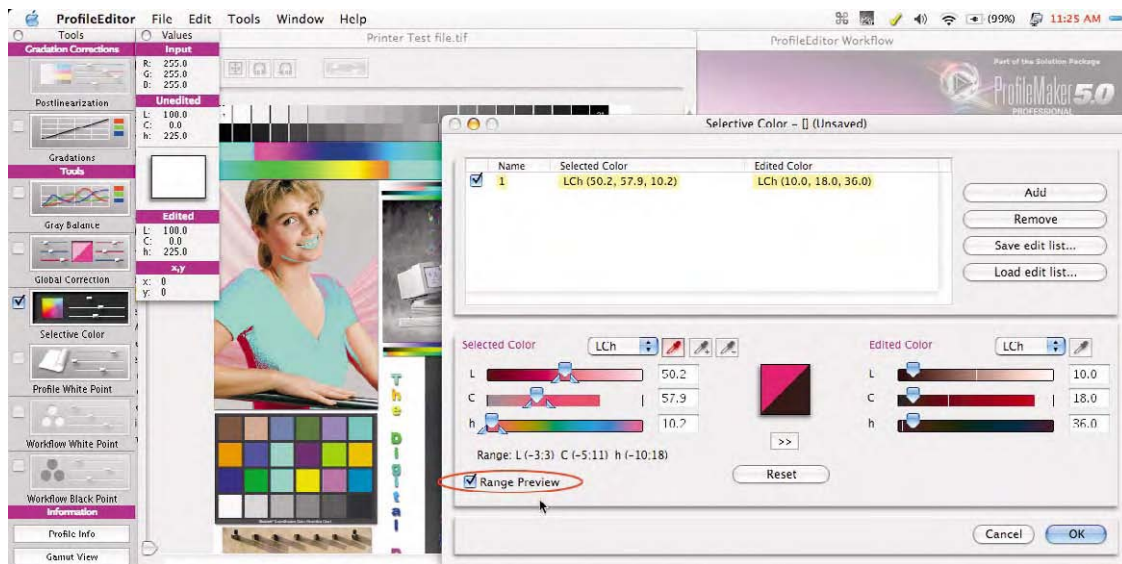 ProfileEditor File Edit Tools Window Help
(99%) 11:25 AM
Tools
Values
Printer Test file.tif
ProfileEditor Workflow
Gradation Corrections
Input
R: 255.0
G: 255.0
B: 255.0
Unedited
L: 100.0
C: 0.0
h: 225.0
Edited
L: 100.0
C: 0.0
h: 225.0
x,y
x: 0
y: 0
Postlinearization
Gradations
Tools
Gray Balance
Global Correction
Selective Color
Profile White Point
Workflow White Point
Workflow Black Point
Information
Profile Info
Gamut View
The Digital
Part of the Solution Package
ProfileMaker 5.0
PROFESSIONAL
Selective Color – [] (Unsaved)
Name Selected Color Edited Color
1 LCh (50.2, 57.9, 10.2) LCh (10.0, 18.0, 36.0)
Add
Remove
Save edit list...
Load edit list...
Selected Color LCh
L 50.2
C 57.9
h 10.2
Range: L (-3;3) C (-5;11) h (-10;18)
Range Preview
>>
Reset
Edited Color LCh
L 10.0
C 18.0
h 36.0
Cancel OK